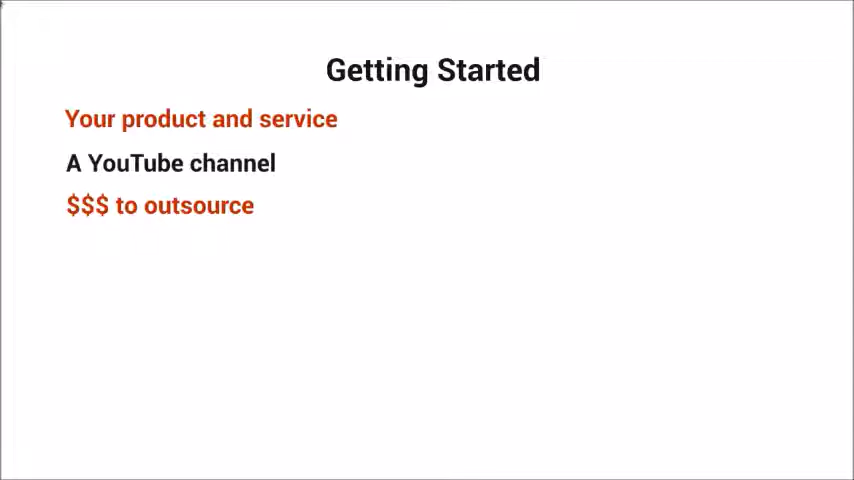 Getting Started
Your product and service
A YouTube channel
$$$ to outsource